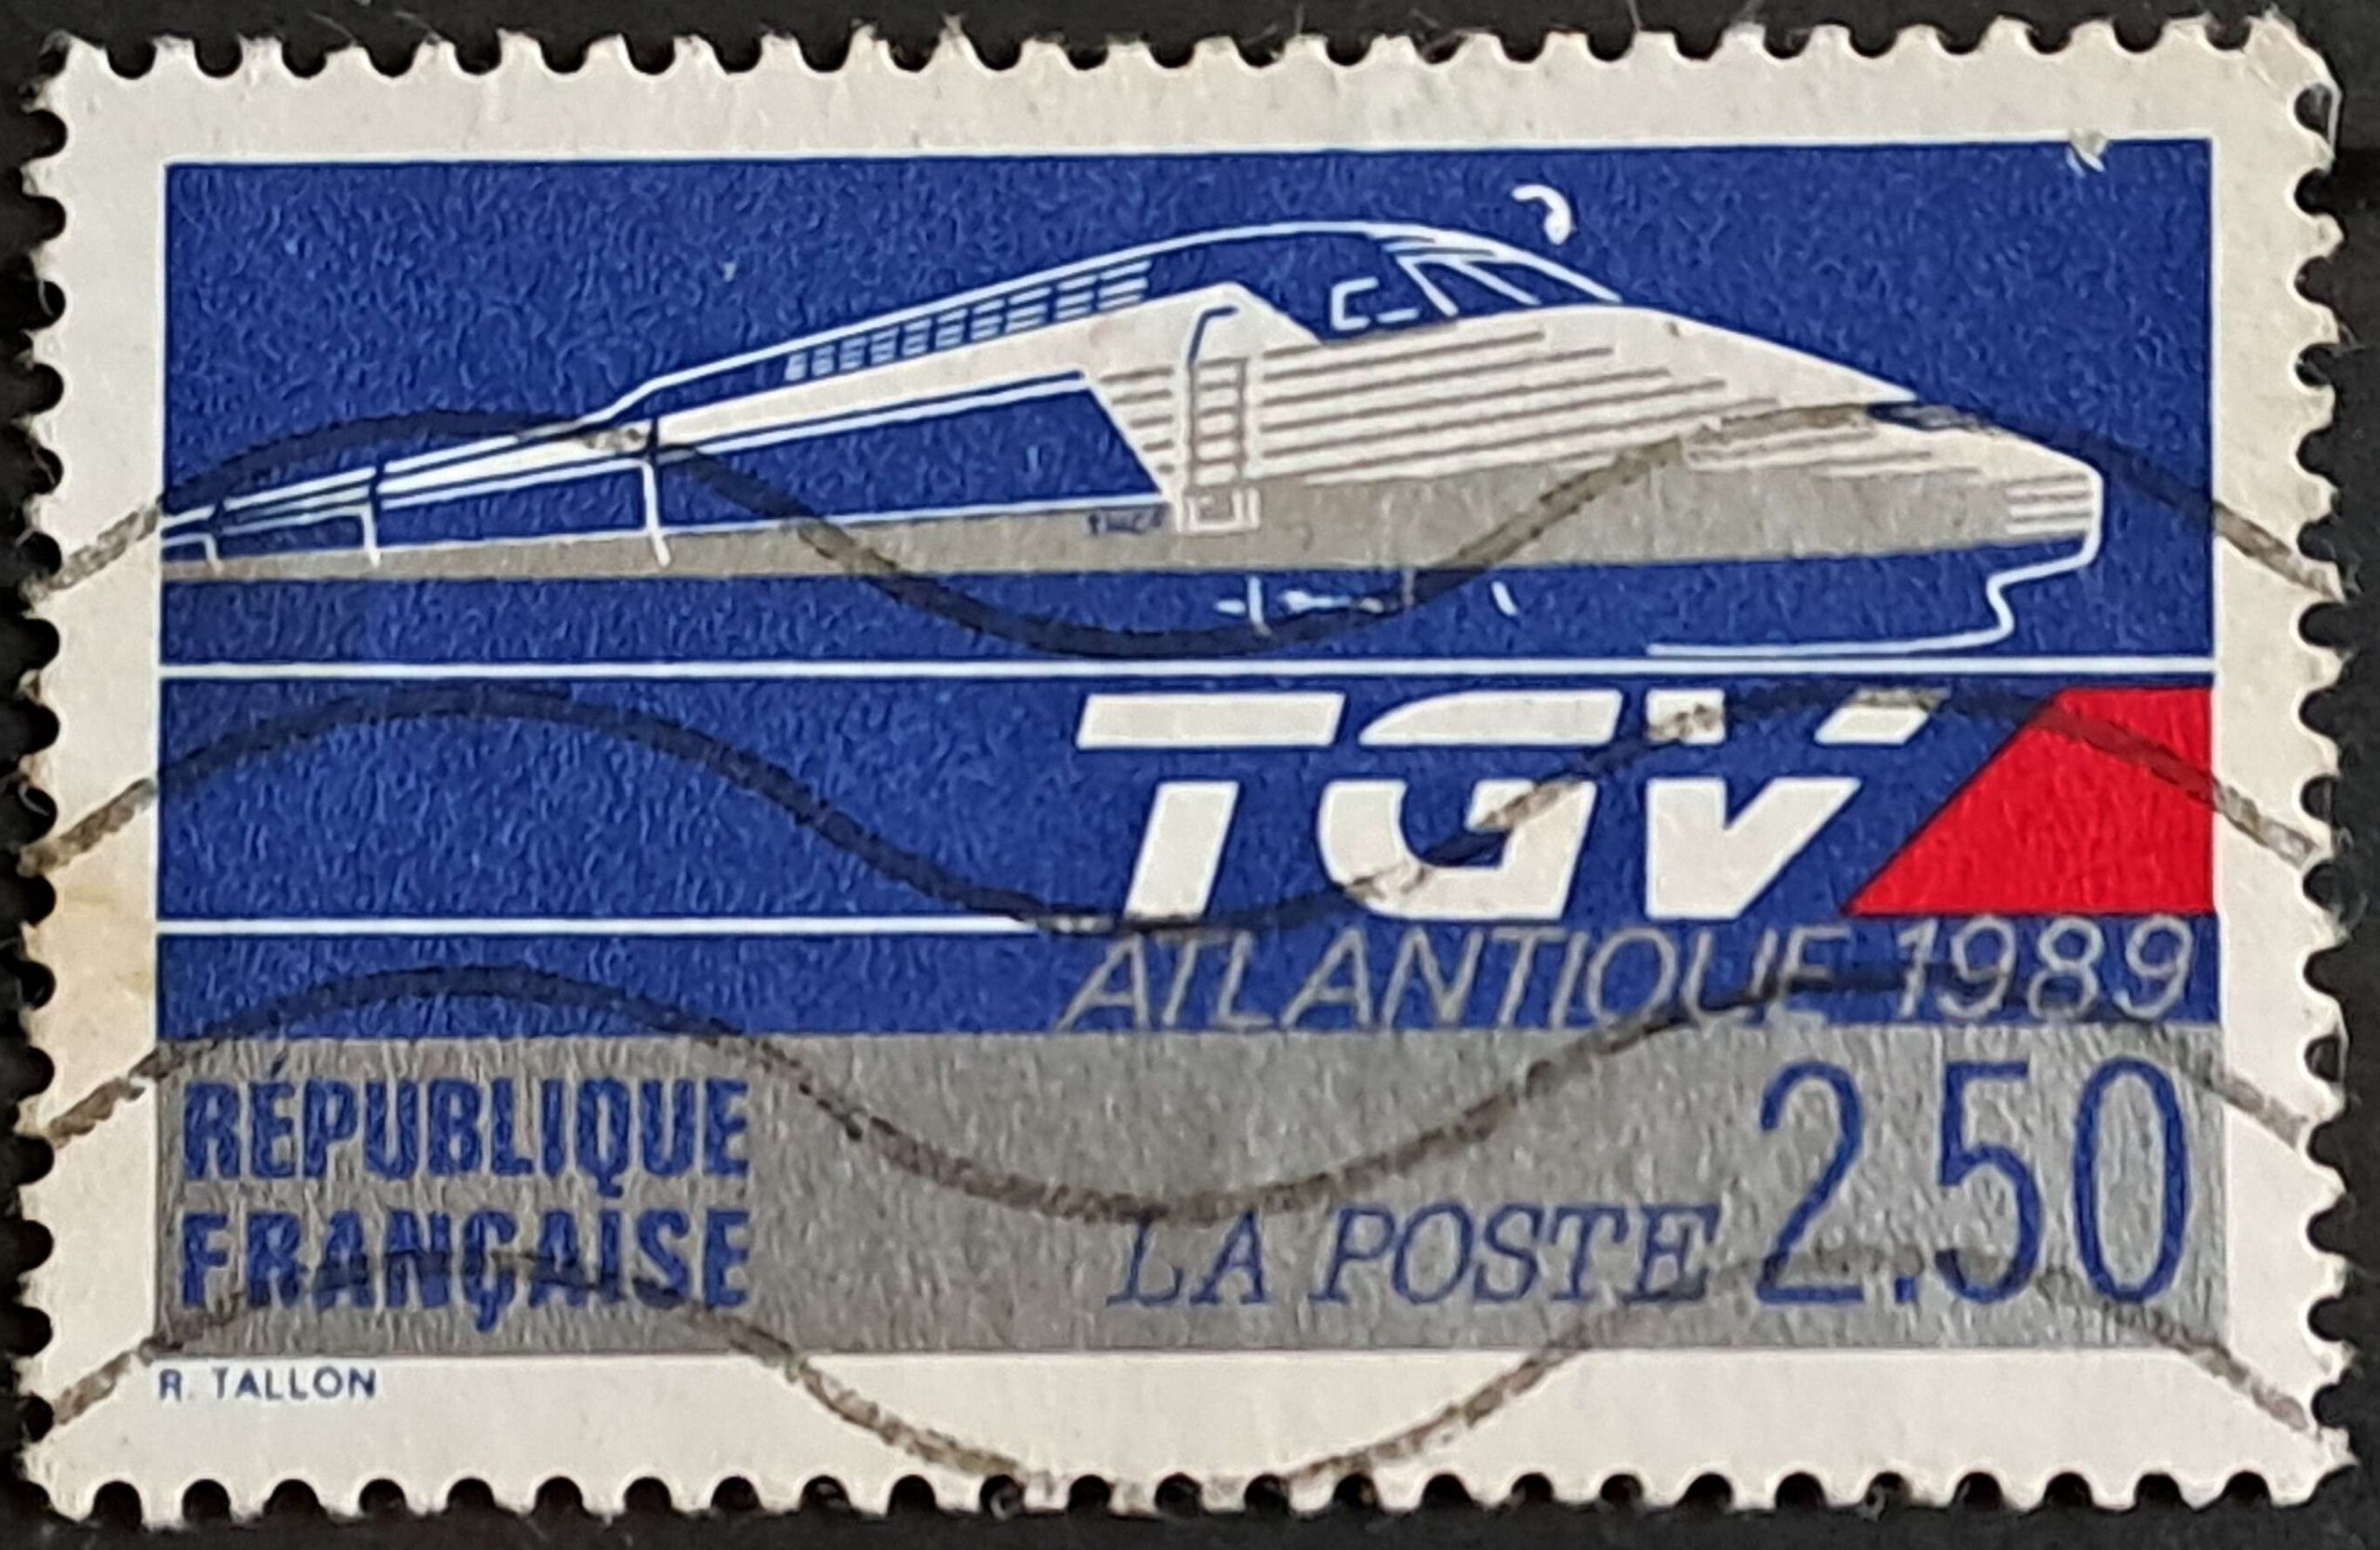 TGV
ATLANTIQUE 1989
RÉPUBLIQUE
FRANÇAISE
LA POSTE 2.50
R. TALLON